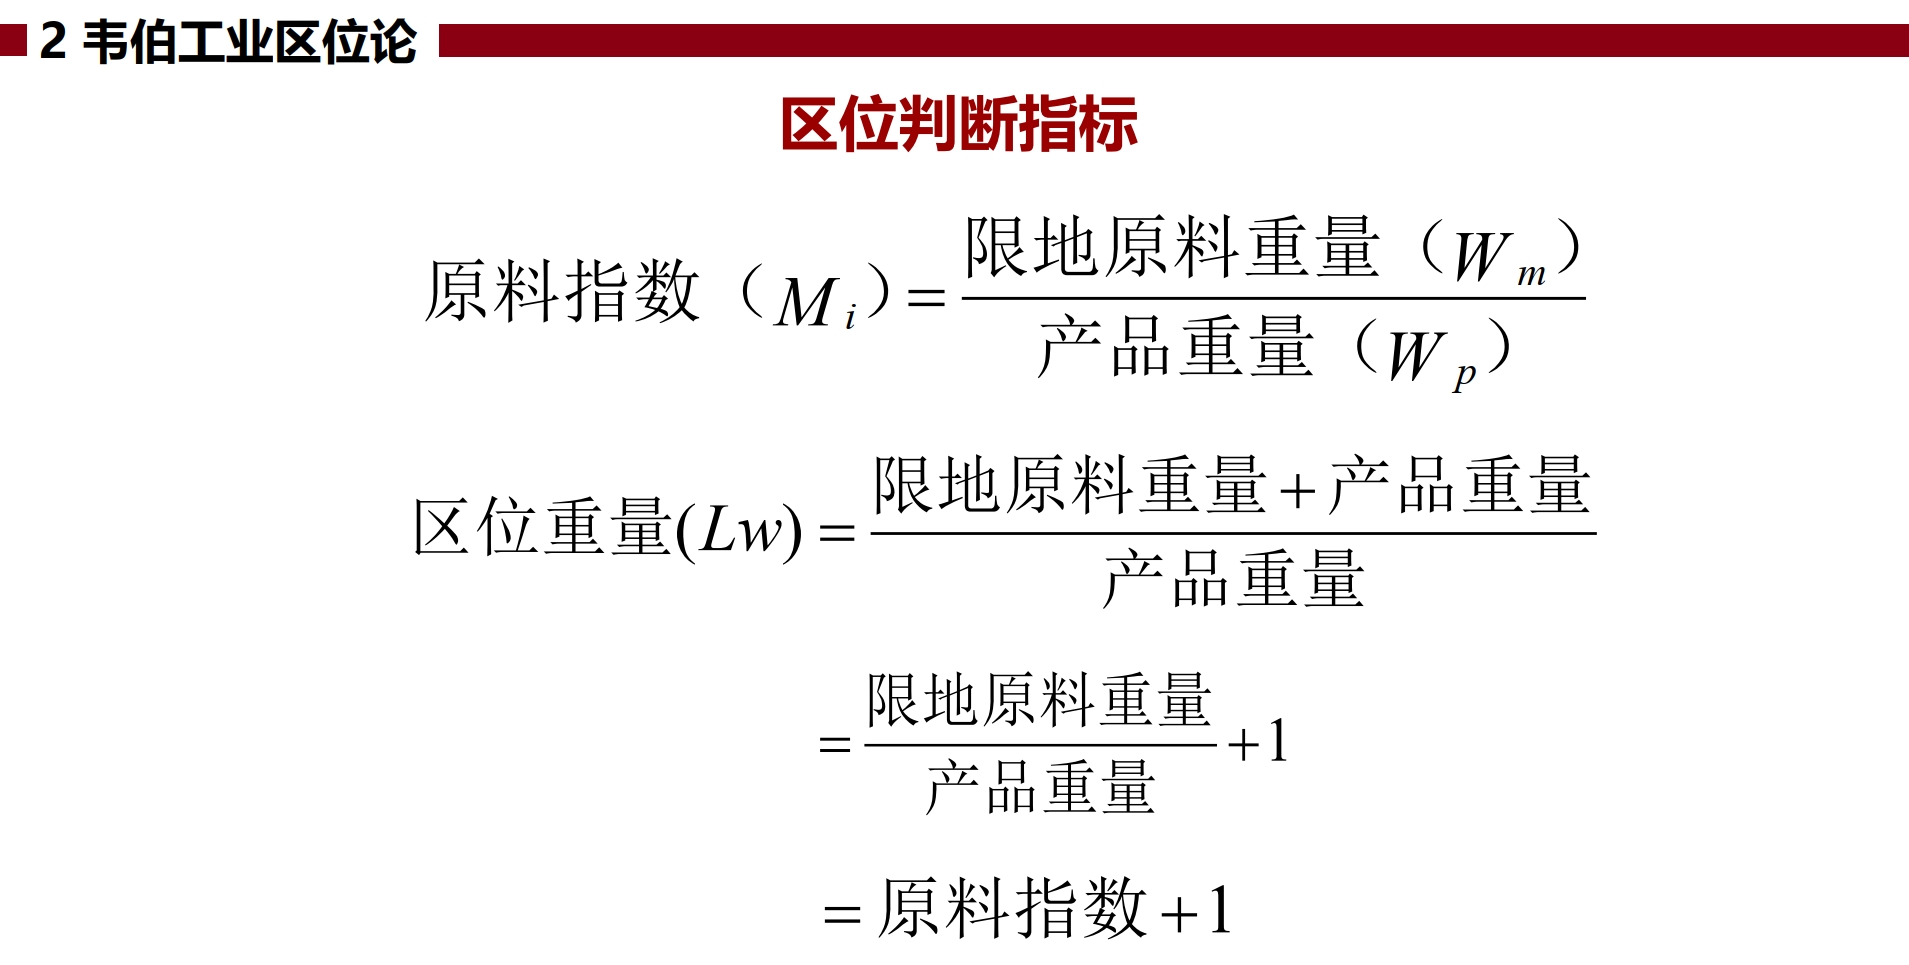 2 韦伯工业区位论
区位判断指标
原料指数（M_i）= 限地原料重量（W_m） / 产品重量（W_p）
区位重量(Lw) = 限地原料重量+产品重量 / 产品重量
= 限地原料重量 / 产品重量 +1
= 原料指数+1